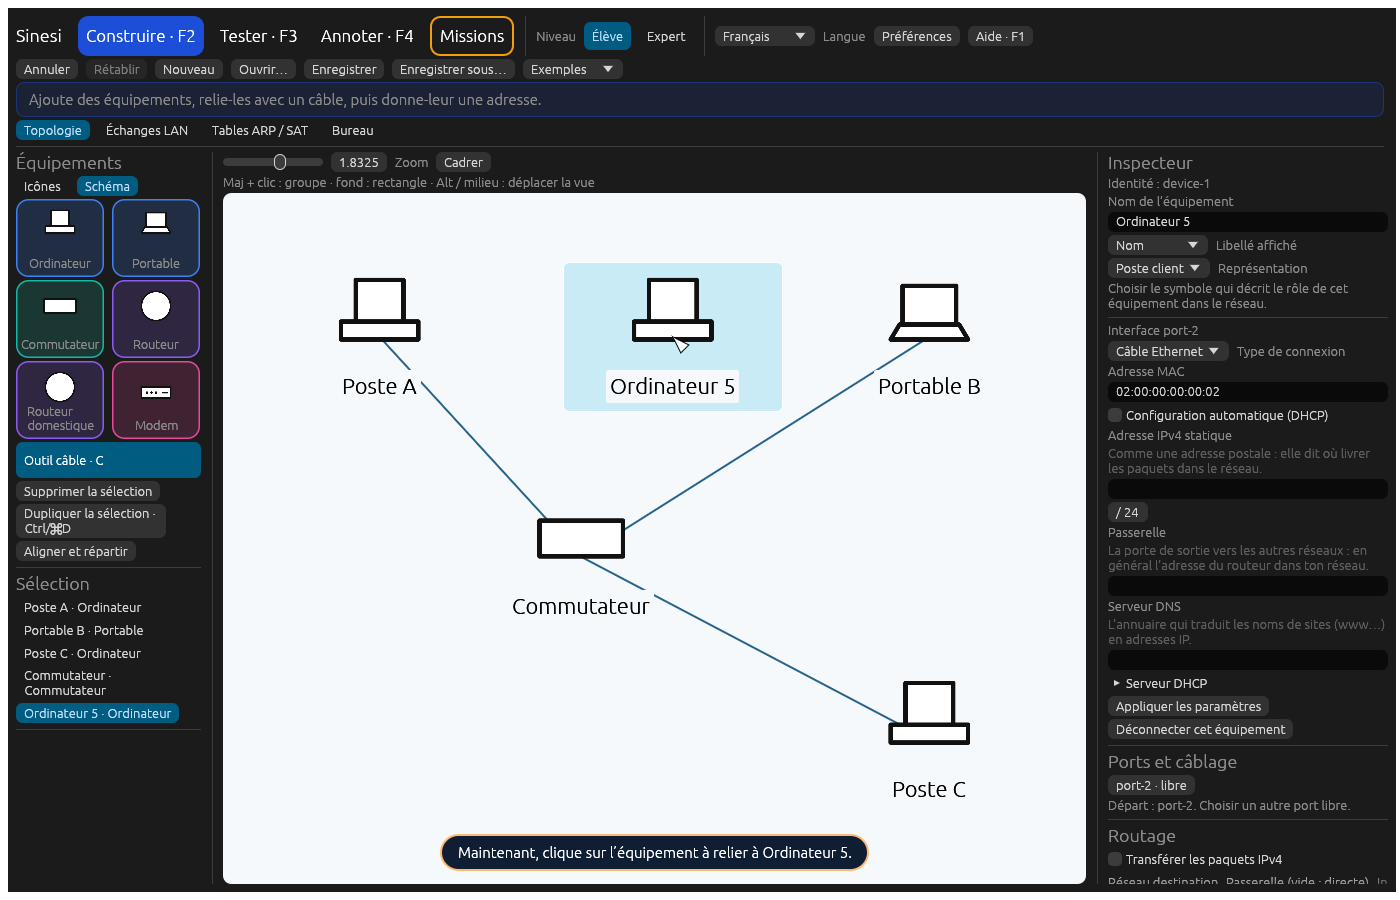 Sinesi Construire · F2 Tester · F3 Annoter · F4 Missions Niveau Élève Expert Français Langue Préférences Aide · F1
Annuler Rétablir Nouveau Ouvrir... Enregistrer Enregistrer sous... Exemples
Ajoute des équipements, relie-les avec un câble, puis donne-leur une adresse.
Topologie Échanges LAN Tables ARP / SAT Bureau
Équipements
Icônes Schéma
Ordinateur Portable
Commutateur Routeur
Routeur
domestique
Modem
Outil câble · C
Supprimer la sélection
Dupliquer la sélection ·
Ctrl/⌘D
Aligner et répartir
Sélection
Poste A · Ordinateur
Portable B · Portable
Poste C · Ordinateur
Commutateur ·
Commutateur
Ordinateur 5 · Ordinateur
1.8325 Zoom Cadrer
Maj + clic : groupe · fond : rectangle · Alt / milieu : déplacer la vue
Poste A
Ordinateur 5
Portable B
Commutateur
Poste C
Maintenant, clique sur l’équipement à relier à Ordinateur 5.
Inspecteur
Identité : device-1
Nom de l’équipement
Ordinateur 5
Nom Libellé affiché
Poste client Représentation
Choisir le symbole qui décrit le rôle de cet
équipement dans le réseau.
Interface port-2
Câble Ethernet Type de connexion
Adresse MAC
02:00:00:00:00:02
Configuration automatique (DHCP)
Adresse IPv4 statique
Comme une adresse postale : elle dit où livrer
les paquets dans le réseau.
/ 24
Passerelle
La porte de sortie vers les autres réseaux : en
général l’adresse du routeur dans ton réseau.
Serveur DNS
L’annuaire qui traduit les noms de sites (www...)
en adresses IP.
Serveur DHCP
Appliquer les paramètres
Déconnecter cet équipement
Ports et câblage
port-2 · libre
Départ : port-2. Choisir un autre port libre.
Routage
Transférer les paquets IPv4
Réseau destination Passerelle (vide : directe) In